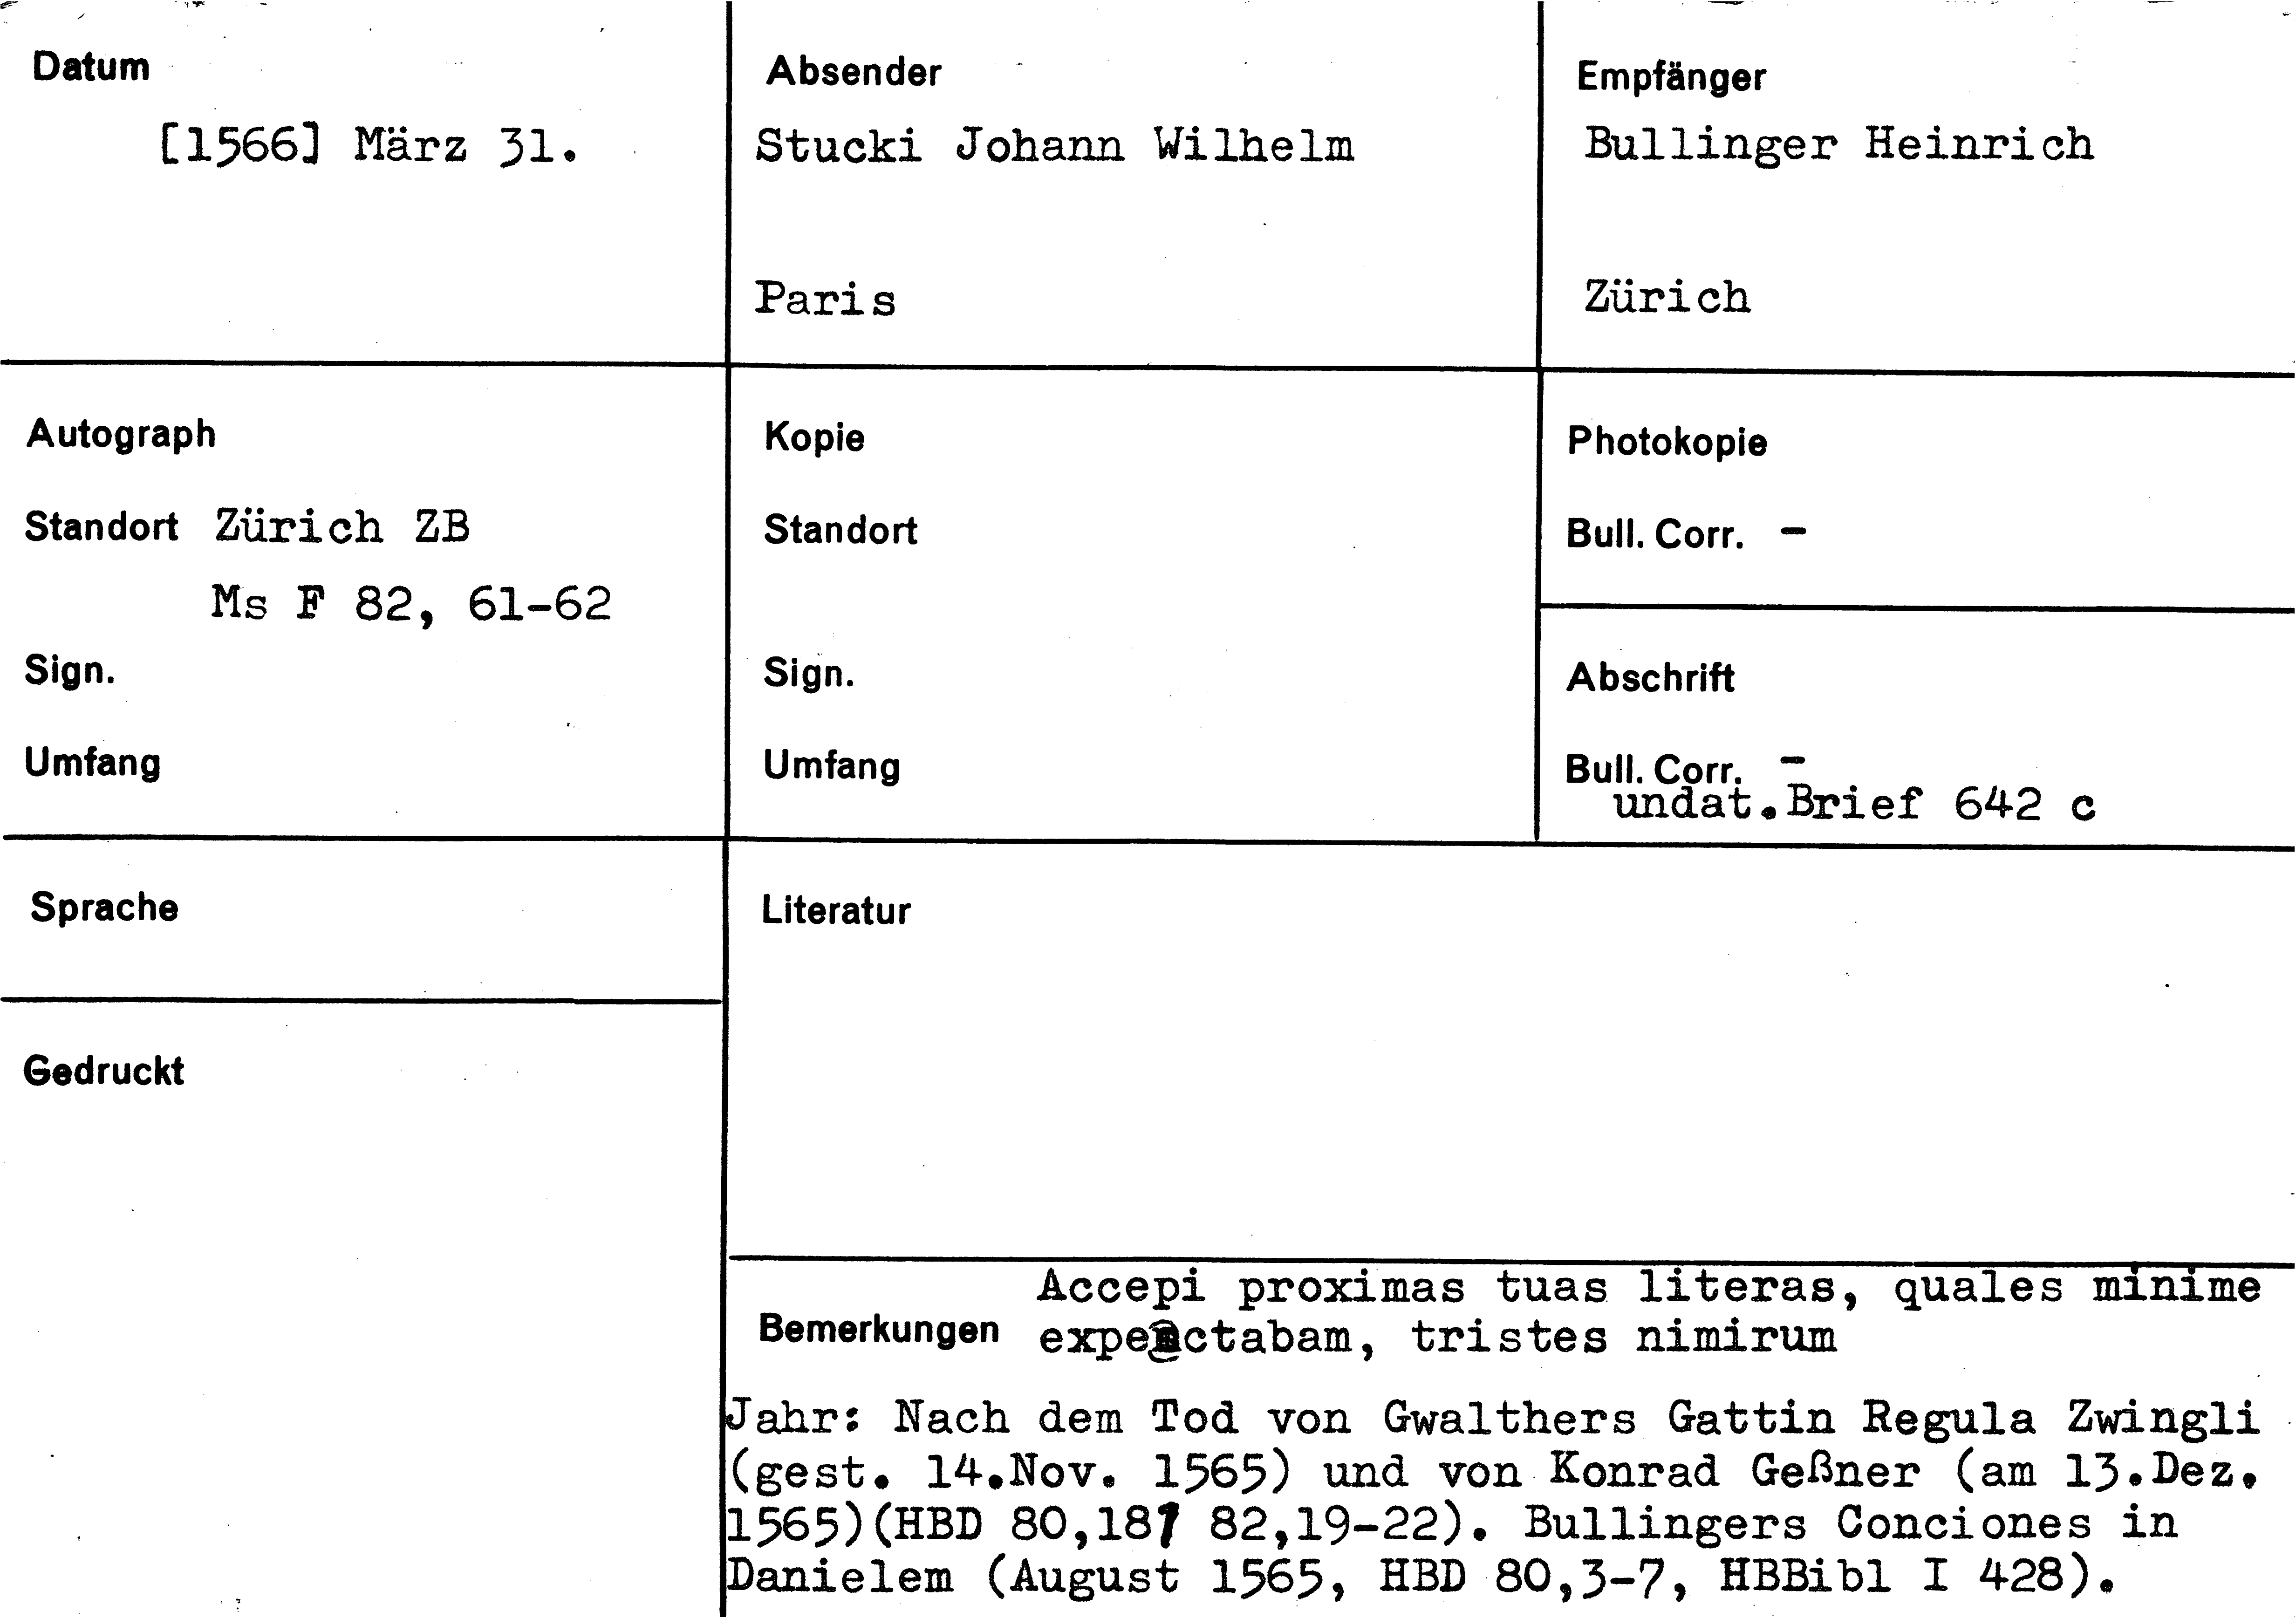 Datum
[1566] März 31.
Absender
Stucki Johann Wilhelm
Paris
Empfänger
Bullinger Heinrich
Zürich
Autograph
Standort Zürich ZB
Ms F 82, 61-62
Sign.
Umfang
Kopie
Standort
Sign.
Umfang
Photokopie
Bull. Corr. -
Abschrift
Bull. Corr. -
undat.Brief 642 c
Sprache
Gedruckt
Literatur
Bemerkungen
Accepi proximas tuas literas, quales minime
expectabam, tristes nimirum
Jahr: Nach dem Tod von Gwalthers Gattin Regula Zwingli
(gest. 14.Nov. 1565) und von Konrad Geßner (am 13.Dez.
1565)(HBD 80,18 82,19-22). Bullingers Conciones in
Danielem (August 1565, HBD 80,3-7, HBBibl I 428).